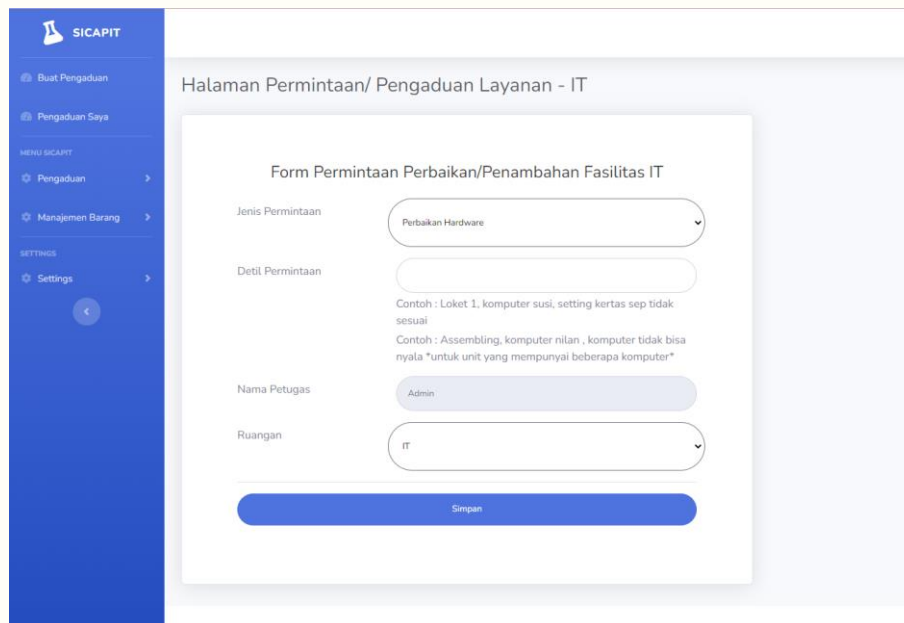 SICAPIT
Buat Pengaduan
Pengaduan Saya
MENU SICAPIT
Pengaduan
Manajemen Barang
SETTINGS
Settings
Halaman Permintaan/ Pengaduan Layanan - IT
Form Permintaan Perbaikan/Penambahan Fasilitas IT
Jenis Permintaan
Perbaikan Hardware
Detil Permintaan
Contoh : Loket 1, komputer susi, setting kertas sep tidak
sesuai
Contoh : Assembling, komputer nilan , komputer tidak bisa
nyala *untuk unit yang mempunyai beberapa komputer*
Nama Petugas
Admin
Ruangan
IT
Simpan